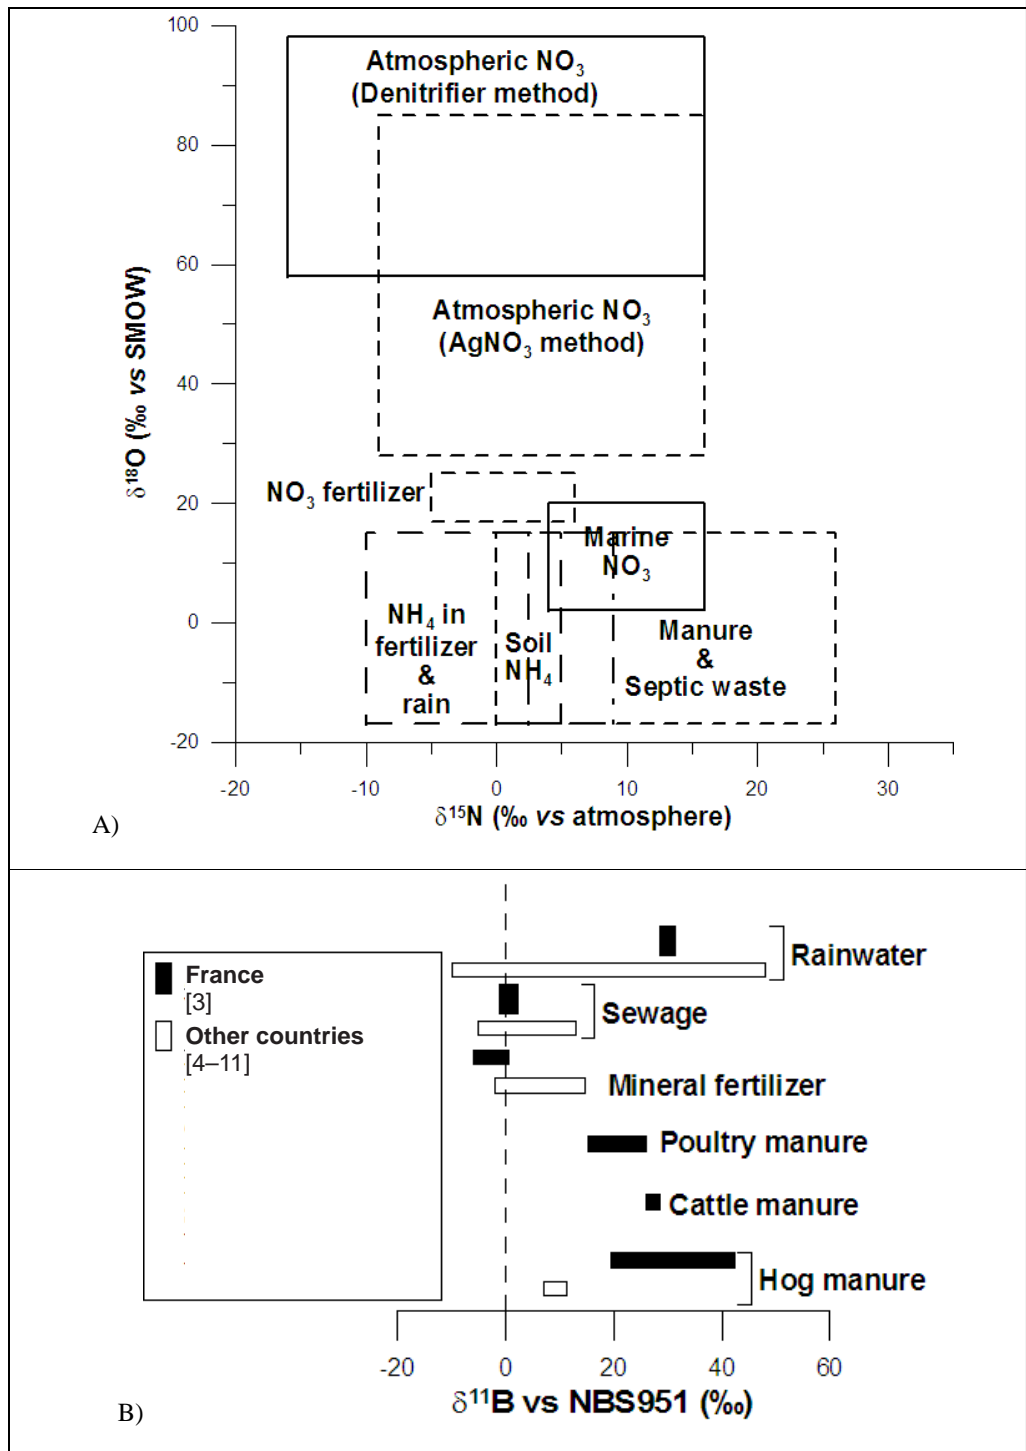 100
80
60
40
20
0
-20
δ18O (‰ vs SMOW)
Atmospheric NO3
(Denitrifier method)
Atmospheric NO3
(AgNO3 method)
NO3 fertilizer
Marine
NO3
NH4 in
fertilizer
&
rain
Soil
NH4
Manure
&
Septic waste
-20 -10 0 10 20 30
δ15N (‰ vs atmosphere)
A)
France
[3]
Other countries
[4–11]
Rainwater
Sewage
Mineral fertilizer
Poultry manure
Cattle manure
Hog manure
-20 0 20 40 60
δ11B vs NBS951 (‰)
B)